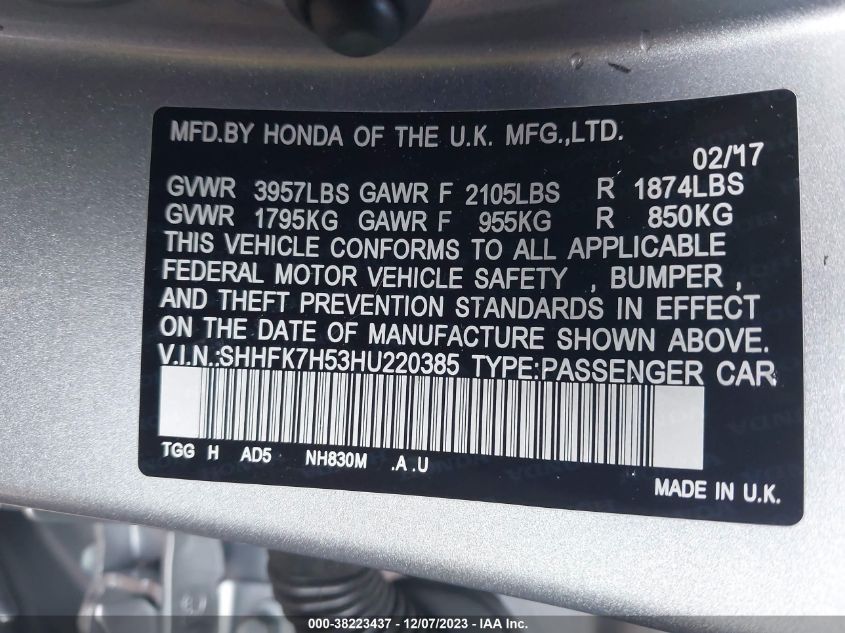 MFD.BY HONDA OF THE U.K. MFG.,LTD.
02/17
GVWR 3957LBS GAWR F 2105LBS R 1874LBS
GVWR 1795KG GAWR F 955KG R 850KG
THIS VEHICLE CONFORMS TO ALL APPLICABLE
FEDERAL MOTOR VEHICLE SAFETY , BUMPER ,
AND THEFT PREVENTION STANDARDS IN EFFECT
ON THE DATE OF MANUFACTURE SHOWN ABOVE.
V.I.N.:SHHFK7H53HU220385 TYPE:PASSENGER CAR
TGG H AD5 NH830M .A .U
MADE IN U.K.
000-38223437 - 12/07/2023 - IAA Inc.